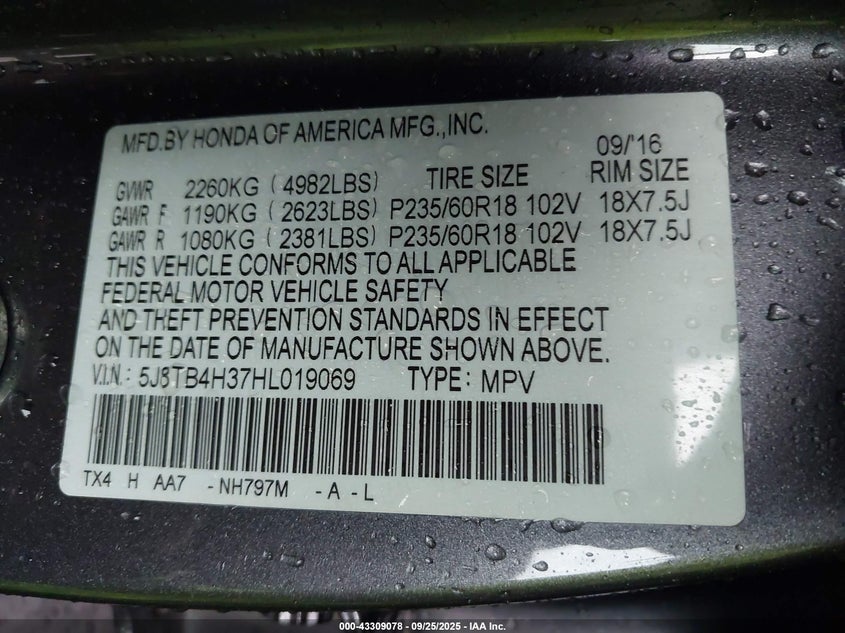 MFD.BY HONDA OF AMERICA MFG.,INC.
09/'16
GVWR 2260KG ( 4982LBS) TIRE SIZE RIM SIZE
GAWR F 1190KG ( 2623LBS) P235/60R18 102V 18X7.5J
GAWR R 1080KG ( 2381LBS) P235/60R18 102V 18X7.5J
THIS VEHICLE CONFORMS TO ALL APPLICABLE
FEDERAL MOTOR VEHICLE SAFETY
AND THEFT PREVENTION STANDARDS IN EFFECT
ON THE DATE OF MANUFACTURE SHOWN ABOVE.
V.I.N.: 5J8TB4H37HL019069 TYPE: MPV
TX4 H AA7 -NH797M -A -L
000-43309078 - 09/25/2025 - IAA Inc.